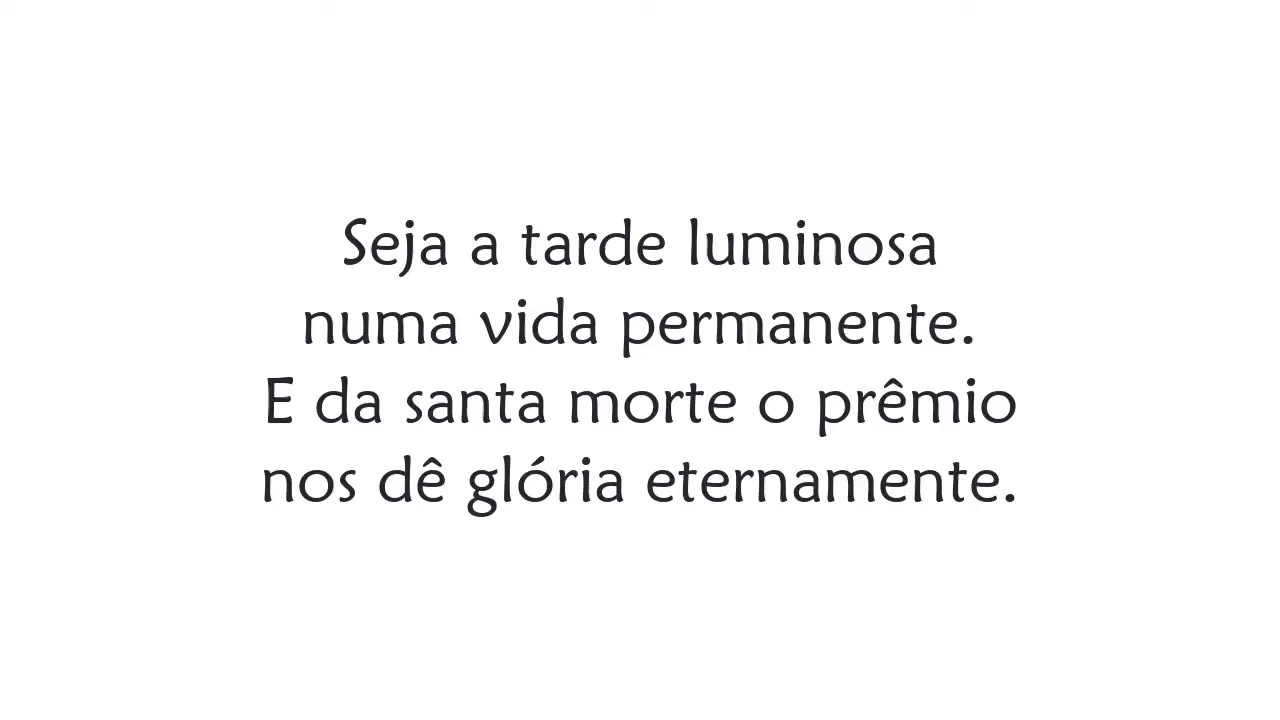 Seja a tarde luminosa
numa vida permanente.
E da santa morte o prêmio
nos dê glória eternamente.